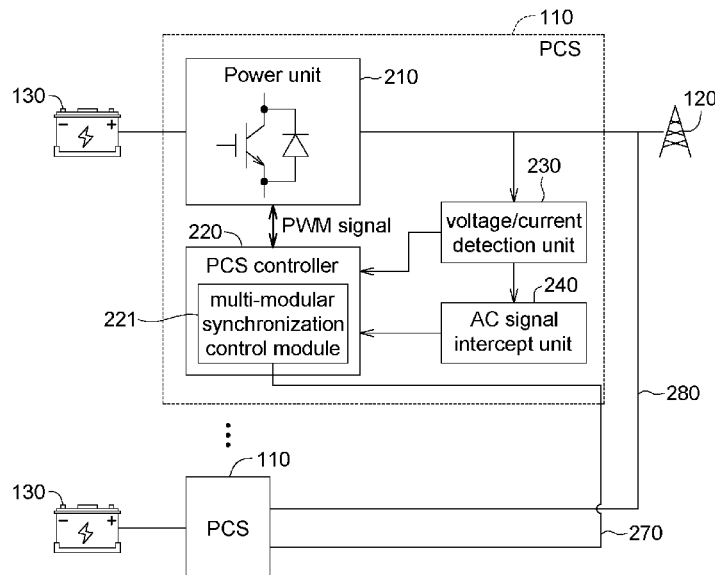 110
PCS
Power unit
210
130
120
230
voltage/current
detection unit
PWM signal
220
PCS controller
221
multi-modular
synchronization
control module
240
AC signal
intercept unit
280
110
130
PCS
270